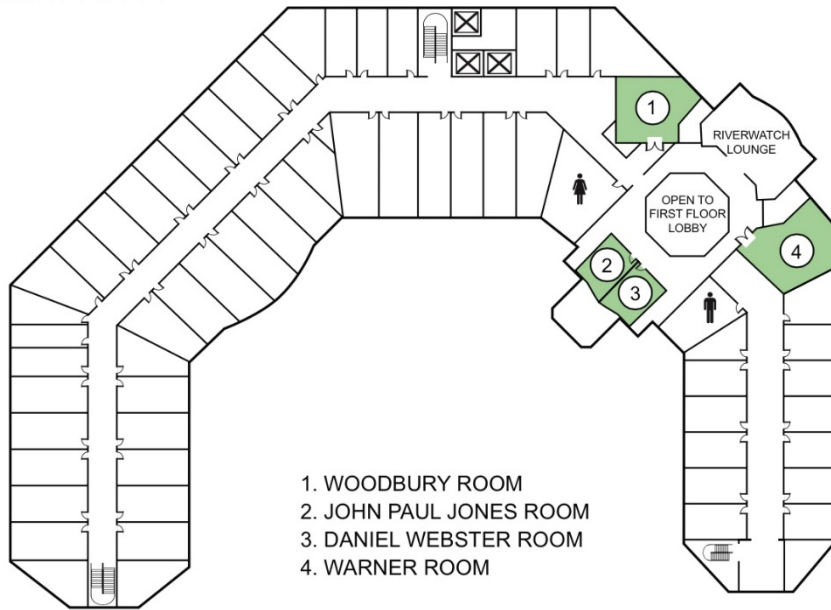 1
RIVERWATCH
LOUNGE
OPEN TO
FIRST FLOOR
LOBBY
2
3
4
1. WOODBURY ROOM
2. JOHN PAUL JONES ROOM
3. DANIEL WEBSTER ROOM
4. WARNER ROOM